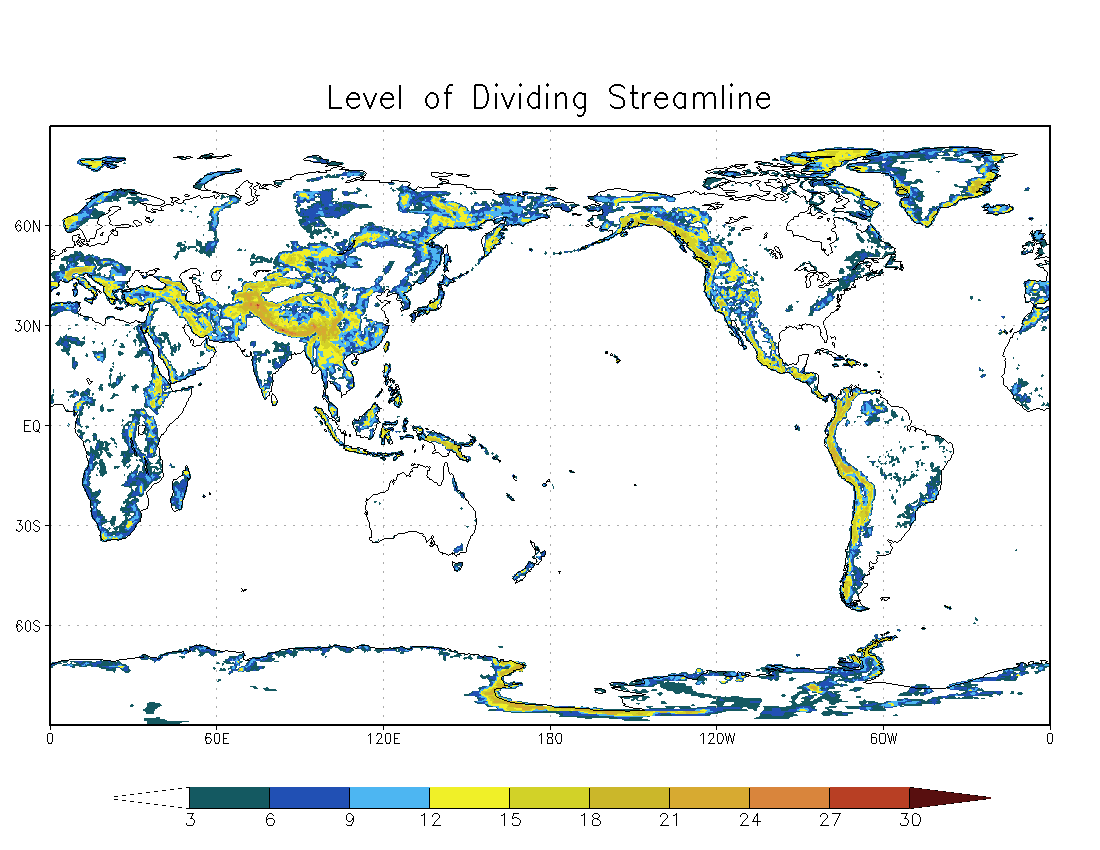 Level of Dividing Streamline
60N
30N
EQ
30S
60S
0 60E 120E 180 120W 60W 0
3 6 9 12 15 18 21 24 27 30